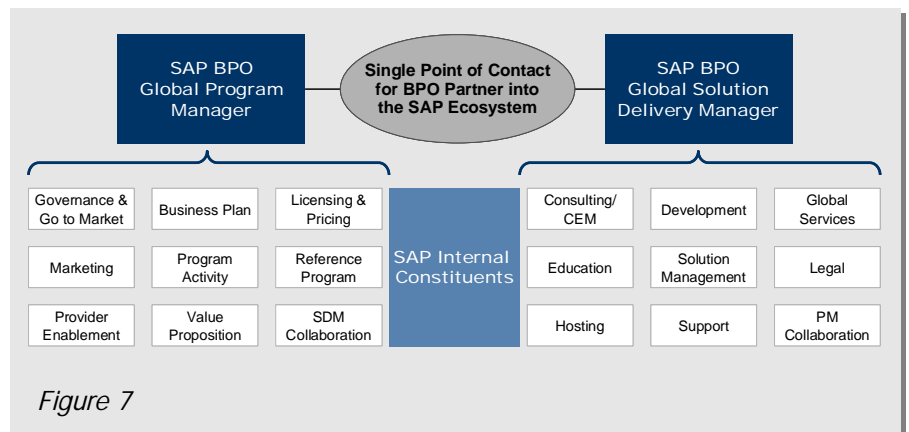 SAP BPO
Global Program
Manager
Single Point of Contact
for BPO Partner into
the SAP Ecosystem
SAP BPO
Global Solution
Delivery Manager
Governance &
Go to Market
Business Plan
Licensing &
Pricing
Marketing
Program
Activity
Reference
Program
Provider
Enablement
Value
Proposition
SDM
Collaboration
SAP Internal
Constituents
Consulting/
CEM
Development
Global
Services
Education
Solution
Management
Legal
Hosting
Support
PM
Collaboration
Figure 7